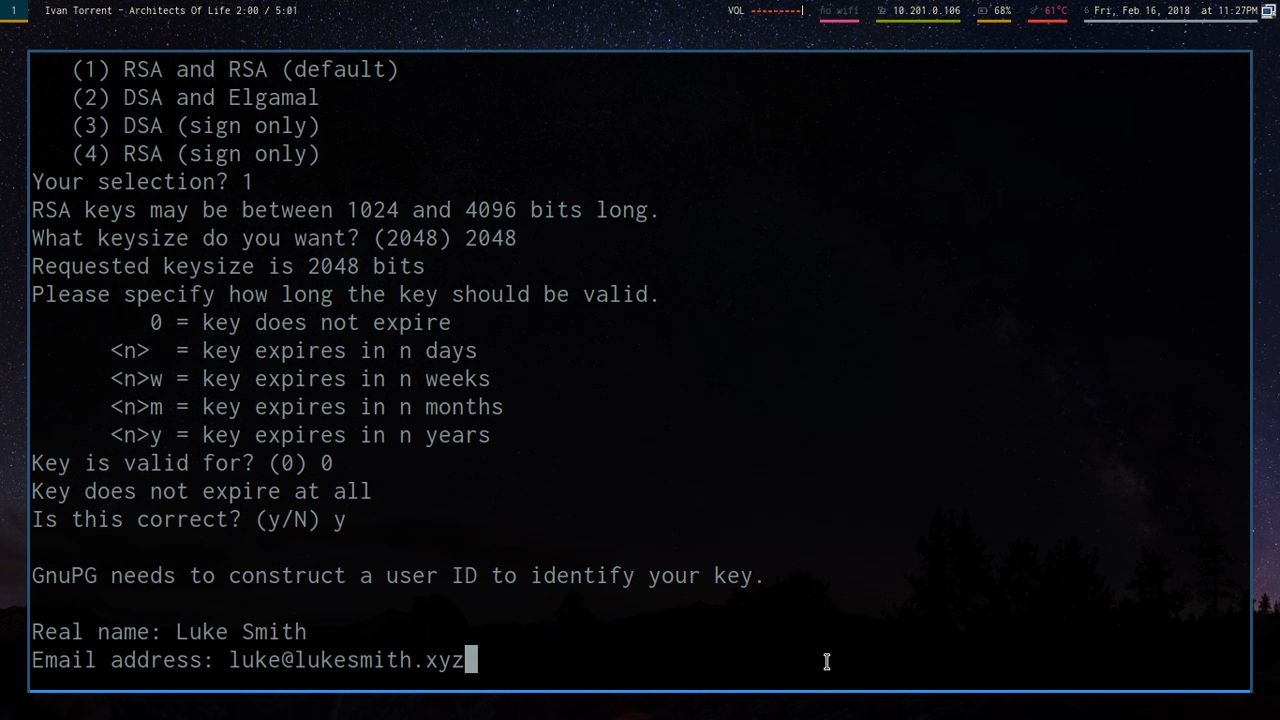 1 Ivan Torrent - Architects Of Life 2:00 / 5:01 VOL no wifi 10.201.0.106 68% 61°C Fri, Feb 16, 2018 at 11:27PM
(1) RSA and RSA (default)
(2) DSA and Elgamal
(3) DSA (sign only)
(4) RSA (sign only)
Your selection? 1
RSA keys may be between 1024 and 4096 bits long.
What keysize do you want? (2048) 2048
Requested keysize is 2048 bits
Please specify how long the key should be valid.
0 = key does not expire
<n>  = key expires in n days
<n>w = key expires in n weeks
<n>m = key expires in n months
<n>y = key expires in n years
Key is valid for? (0) 0
Key does not expire at all
Is this correct? (y/N) y
GnuPG needs to construct a user ID to identify your key.
Real name: Luke Smith
Email address: luke@lukesmith.xyz